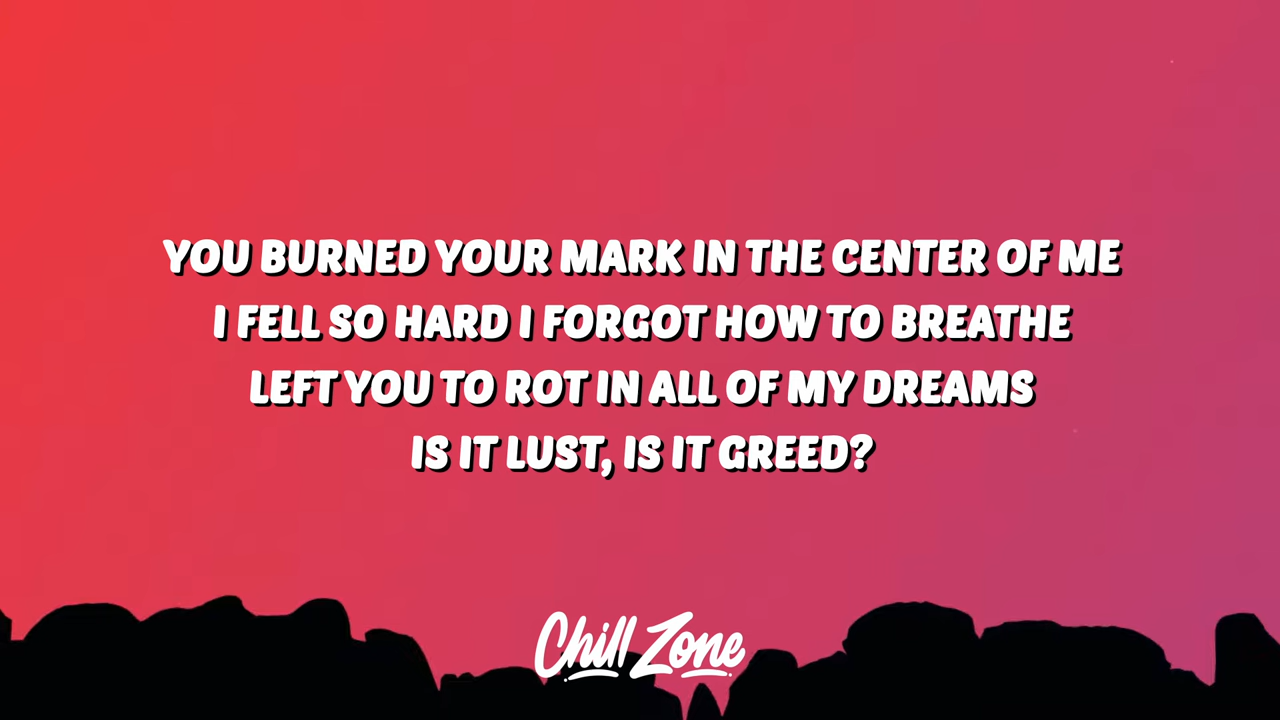 YOU BURNED YOUR MARK IN THE CENTER OF ME
I FELL SO HARD I FORGOT HOW TO BREATHE
LEFT YOU TO ROT IN ALL OF MY DREAMS
IS IT LUST, IS IT GREED?
Chill Zone